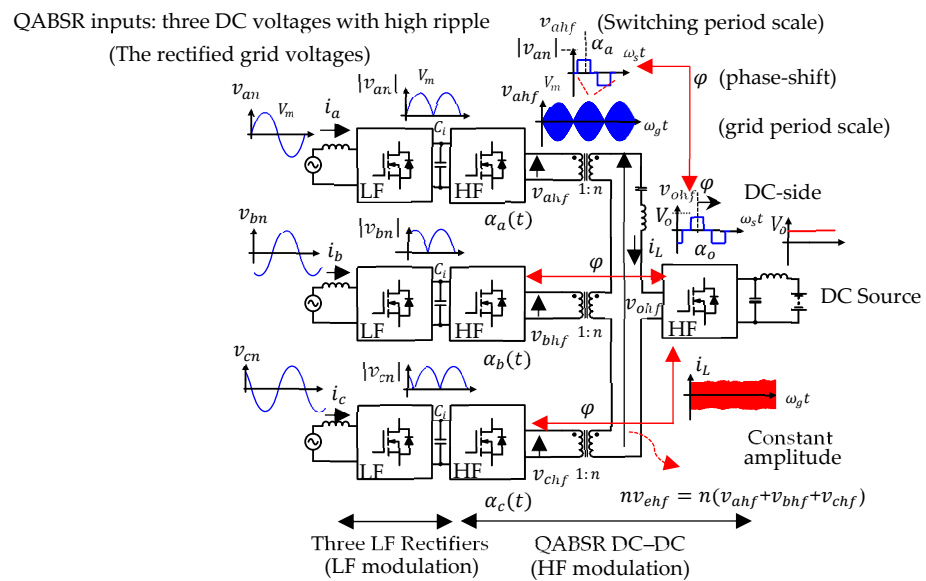 QABSR inputs: three DC voltages with high ripple
(The rectified grid voltages)
v_ahf (Switching period scale)
|v_an| α_a
ω_s t
V_m
φ (phase-shift)
v_an V_m i_a
|v_an| V_m
v_ahf
ω_g t
(grid period scale)
C_i
LF HF
v_ahf 1:n
α_a(t)
v_ohf φ DC-side
V_o ω_s t V_o
α_o
v_bn i_b
|v_bn|
C_i
φ
i_L
LF HF
v_bhf 1:n
v_ohf
HF
DC Source
α_b(t)
v_cn i_c
|v_cn|
C_i
φ
i_L
ω_g t
Constant
amplitude
LF HF
v_chf 1:n
α_c(t)
nv_ehf = n(v_ahf+v_bhf+v_chf)
Three LF Rectifiers
(LF modulation)
QABSR DC–DC
(HF modulation)